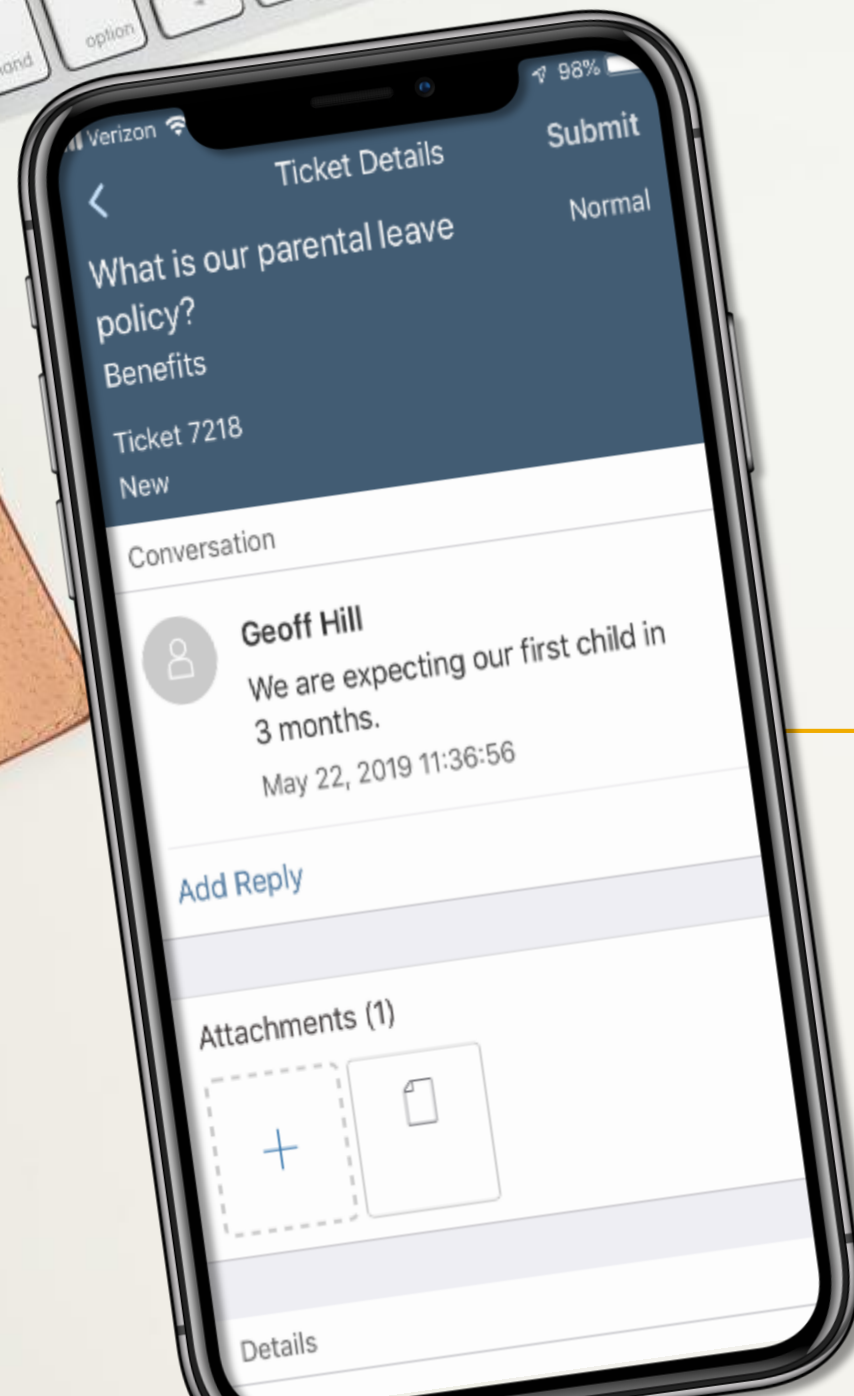 option
Verizon
98%
Ticket Details
Submit
What is our parental leave
policy?
Normal
Benefits
Ticket 7218
New
Conversation
Geoff Hill
We are expecting our first child in
3 months.
May 22, 2019 11:36:56
Add Reply
Attachments (1)
+
Details